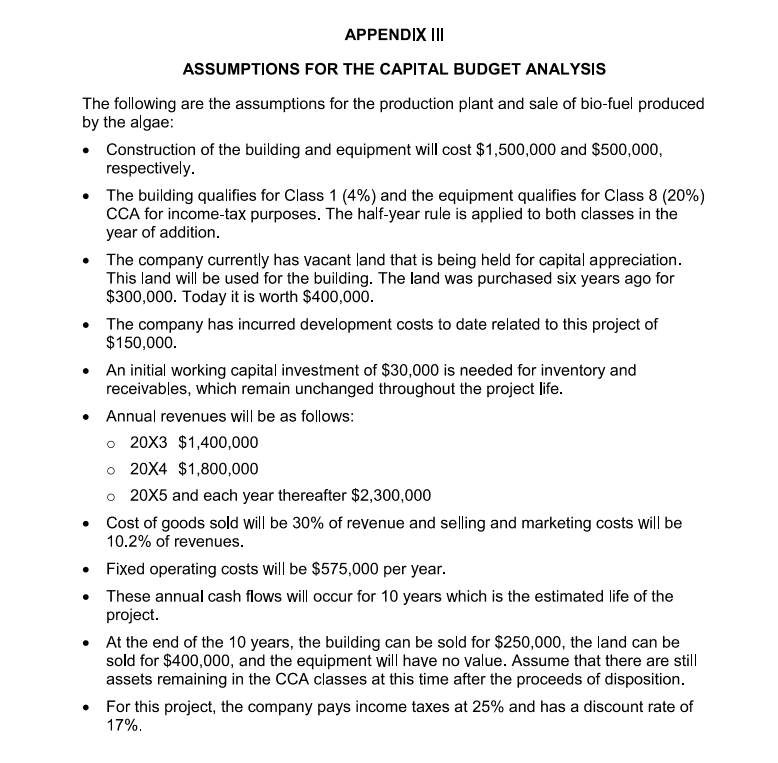 APPENDIX III
ASSUMPTIONS FOR THE CAPITAL BUDGET ANALYSIS
The following are the assumptions for the production plant and sale of bio-fuel produced
by the algae:
• Construction of the building and equipment will cost $1,500,000 and $500,000,
respectively.
• The building qualifies for Class 1 (4%) and the equipment qualifies for Class 8 (20%)
CCA for income-tax purposes. The half-year rule is applied to both classes in the
year of addition.
• The company currently has vacant land that is being held for capital appreciation.
This land will be used for the building. The land was purchased six years ago for
$300,000. Today it is worth $400,000.
• The company has incurred development costs to date related to this project of
$150,000.
• An initial working capital investment of $30,000 is needed for inventory and
receivables, which remain unchanged throughout the project life.
• Annual revenues will be as follows:
○ 20X3 $1,400,000
○ 20X4 $1,800,000
○ 20X5 and each year thereafter $2,300,000
• Cost of goods sold will be 30% of revenue and selling and marketing costs will be
10.2% of revenues.
• Fixed operating costs will be $575,000 per year.
• These annual cash flows will occur for 10 years which is the estimated life of the
project.
• At the end of the 10 years, the building can be sold for $250,000, the land can be
sold for $400,000, and the equipment will have no value. Assume that there are still
assets remaining in the CCA classes at this time after the proceeds of disposition.
• For this project, the company pays income taxes at 25% and has a discount rate of
17%.